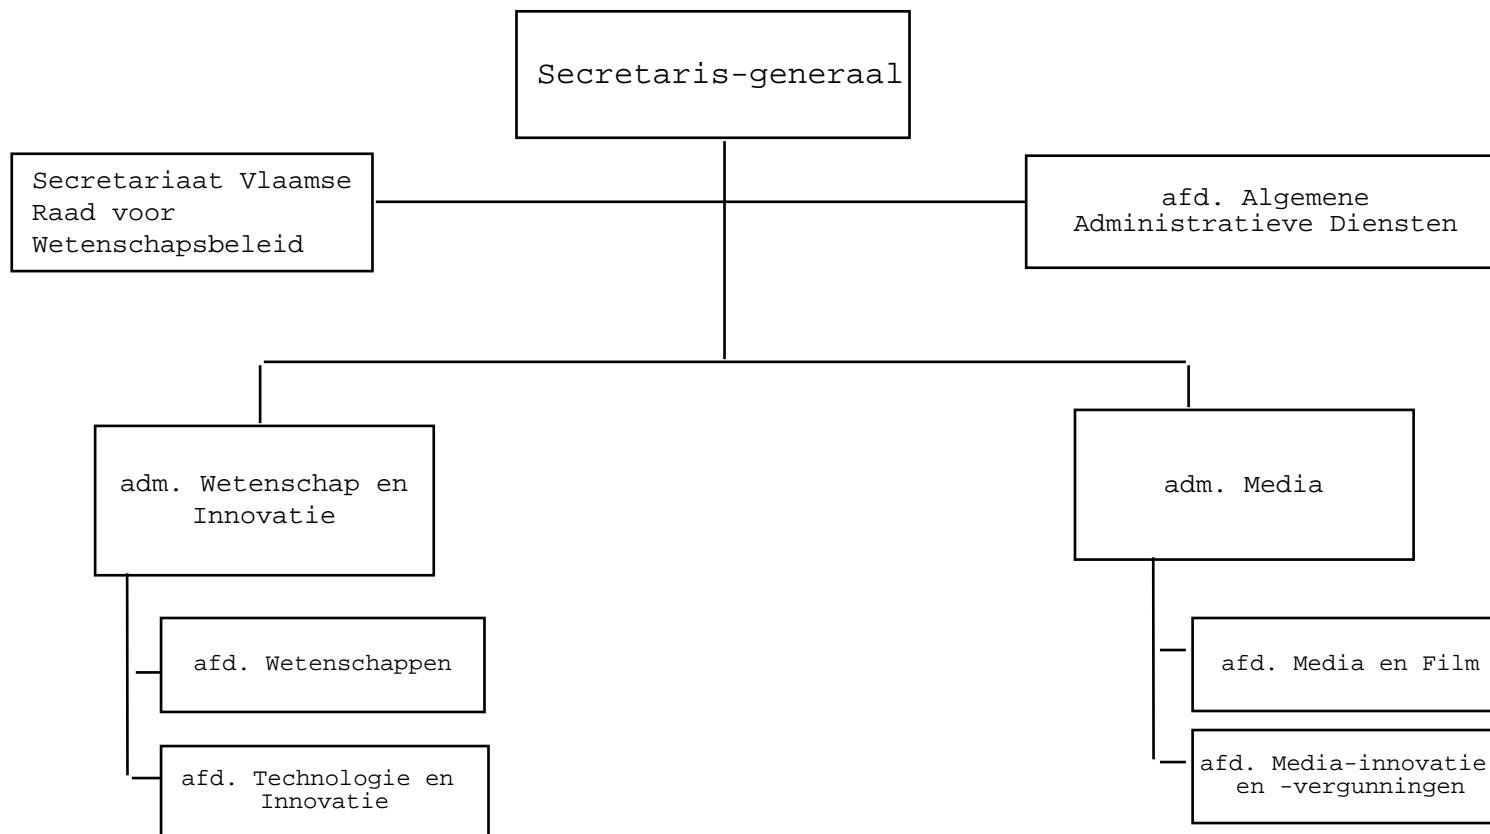 Secretaris-generaal
Secretariaat Vlaamse
Raad voor
Wetenschapsbeleid
afd. Algemene
Administratieve Diensten
adm. Wetenschap en
Innovatie
adm. Media
afd. Wetenschappen
afd. Media en Film
afd. Technologie en
Innovatie
afd. Media-innovatie
en -vergunningen